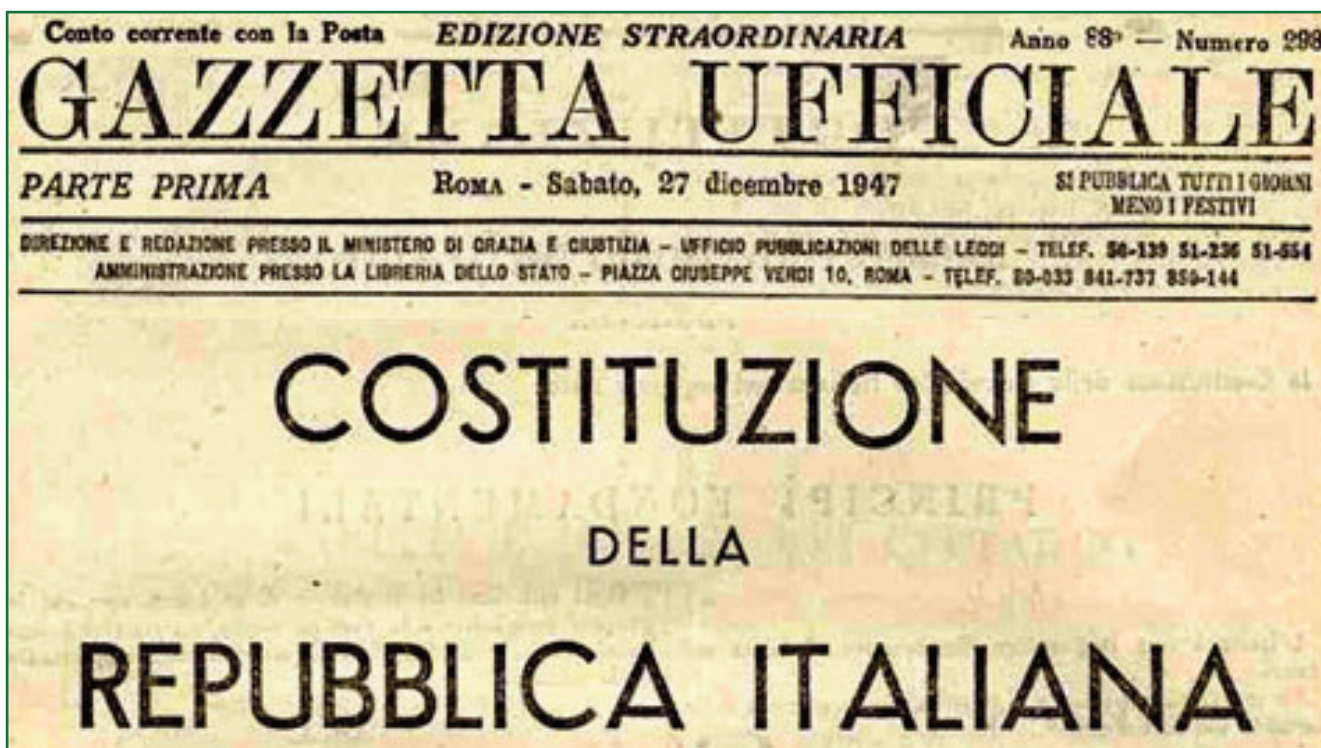 Conto corrente con la Posta EDIZIONE STRAORDINARIA Anno 88° — Numero 298
GAZZETTA UFFICIALE
PARTE PRIMA ROMA - Sabato, 27 dicembre 1947 SI PUBBLICA TUTTI I GIORNI
MENO I FESTIVI
DIREZIONE E REDAZIONE PRESSO IL MINISTERO DI GRAZIA E GIUSTIZIA – UFFICIO PUBBLICAZIONI DELLE LEGGI – TELEF. 50-139 51-236 51-554
AMMINISTRAZIONE PRESSO LA LIBRERIA DELLO STATO – PIAZZA GIUSEPPE VERDI 10, ROMA – TELEF. 80-033 841-737 850-144
COSTITUZIONE
DELLA
PRINCIPÎ FONDAMENTALI
REPUBBLICA ITALIANA